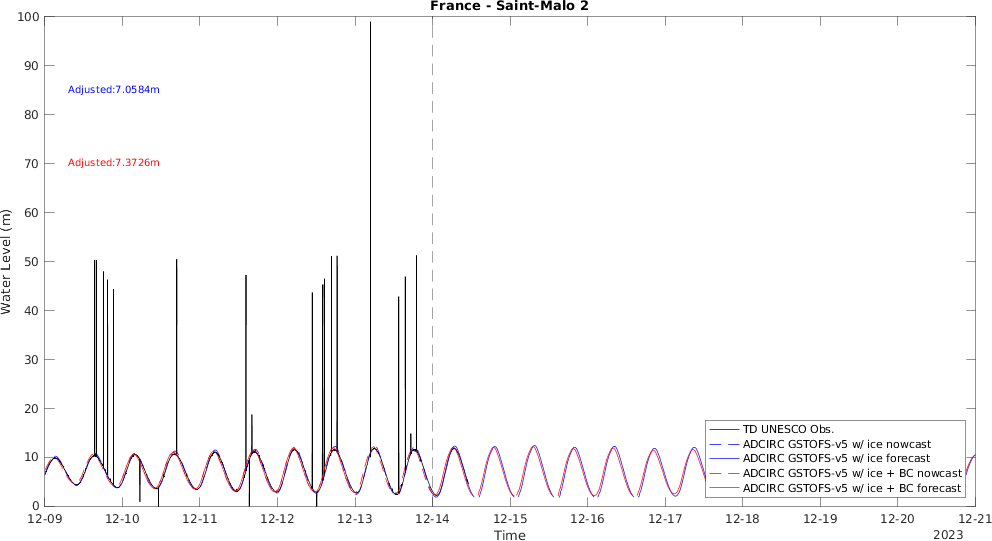 France - Saint-Malo 2
100
90
80
70
60
50
40
30
20
10
0
Water Level (m)
Adjusted:7.0584m
Adjusted:7.3726m
TD UNESCO Obs.
ADCIRC GSTOFS-v5 w/ ice nowcast
ADCIRC GSTOFS-v5 w/ ice forecast
ADCIRC GSTOFS-v5 w/ ice + BC nowcast
ADCIRC GSTOFS-v5 w/ ice + BC forecast
12-09 12-10 12-11 12-12 12-13 12-14 12-15 12-16 12-17 12-18 12-19 12-20 12-21
Time
2023